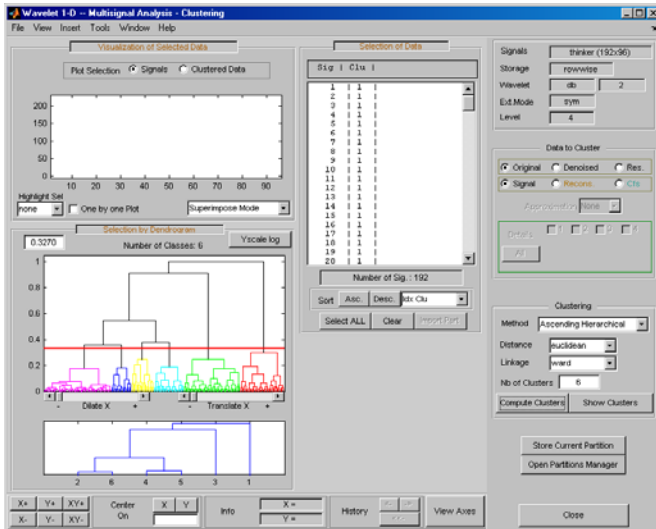 Wavelet 1-D -- Multisignal Analysis - Clustering
File View Insert Tools Window Help
Visualization of Selected Data
Plot Selection Signals Clustered Data
200
150
100
50
0
10 20 30 40 50 60 70 80 90
Highlight Sel
none One by one Plot Superimpose Mode
Selection by Dendrogram
0.3270 Number of Classes: 6 Yscale log
1
0.8
0.6
0.4
0.2
0
- Dilate X + - Translate X +
2 6 4 5 3 1
Selection of Data
Sig | Clu |
1 | 1 |
2 | 1 |
3 | 1 |
4 | 1 |
5 | 1 |
6 | 1 |
7 | 1 |
8 | 1 |
9 | 1 |
10 | 1 |
11 | 1 |
12 | 1 |
13 | 1 |
14 | 1 |
15 | 1 |
16 | 1 |
17 | 1 |
18 | 1 |
19 | 1 |
20 | 1 |
Number of Sig. : 192
Sort Asc. Desc. Idx Clu
Select ALL Clear Import Part
Signals thinker (192x96)
Storage rowwise
Wavelet db 2
Ext.Mode sym
Level 4
Data to Cluster
Original Denoised Res.
Signal Recons. Cfs
Approximation None
Details 1 2 3 4
All
Clustering
Method Ascending Hierarchical
Distance euclidean
Linkage ward
Nb of Clusters 6
Compute Clusters Show Clusters
Store Current Partition
Open Partitions Manager
Close
X+ Y+ XY+
X- Y- XY-
Center On X Y
Info X =
Y =
History <- ->
<<-
View Axes